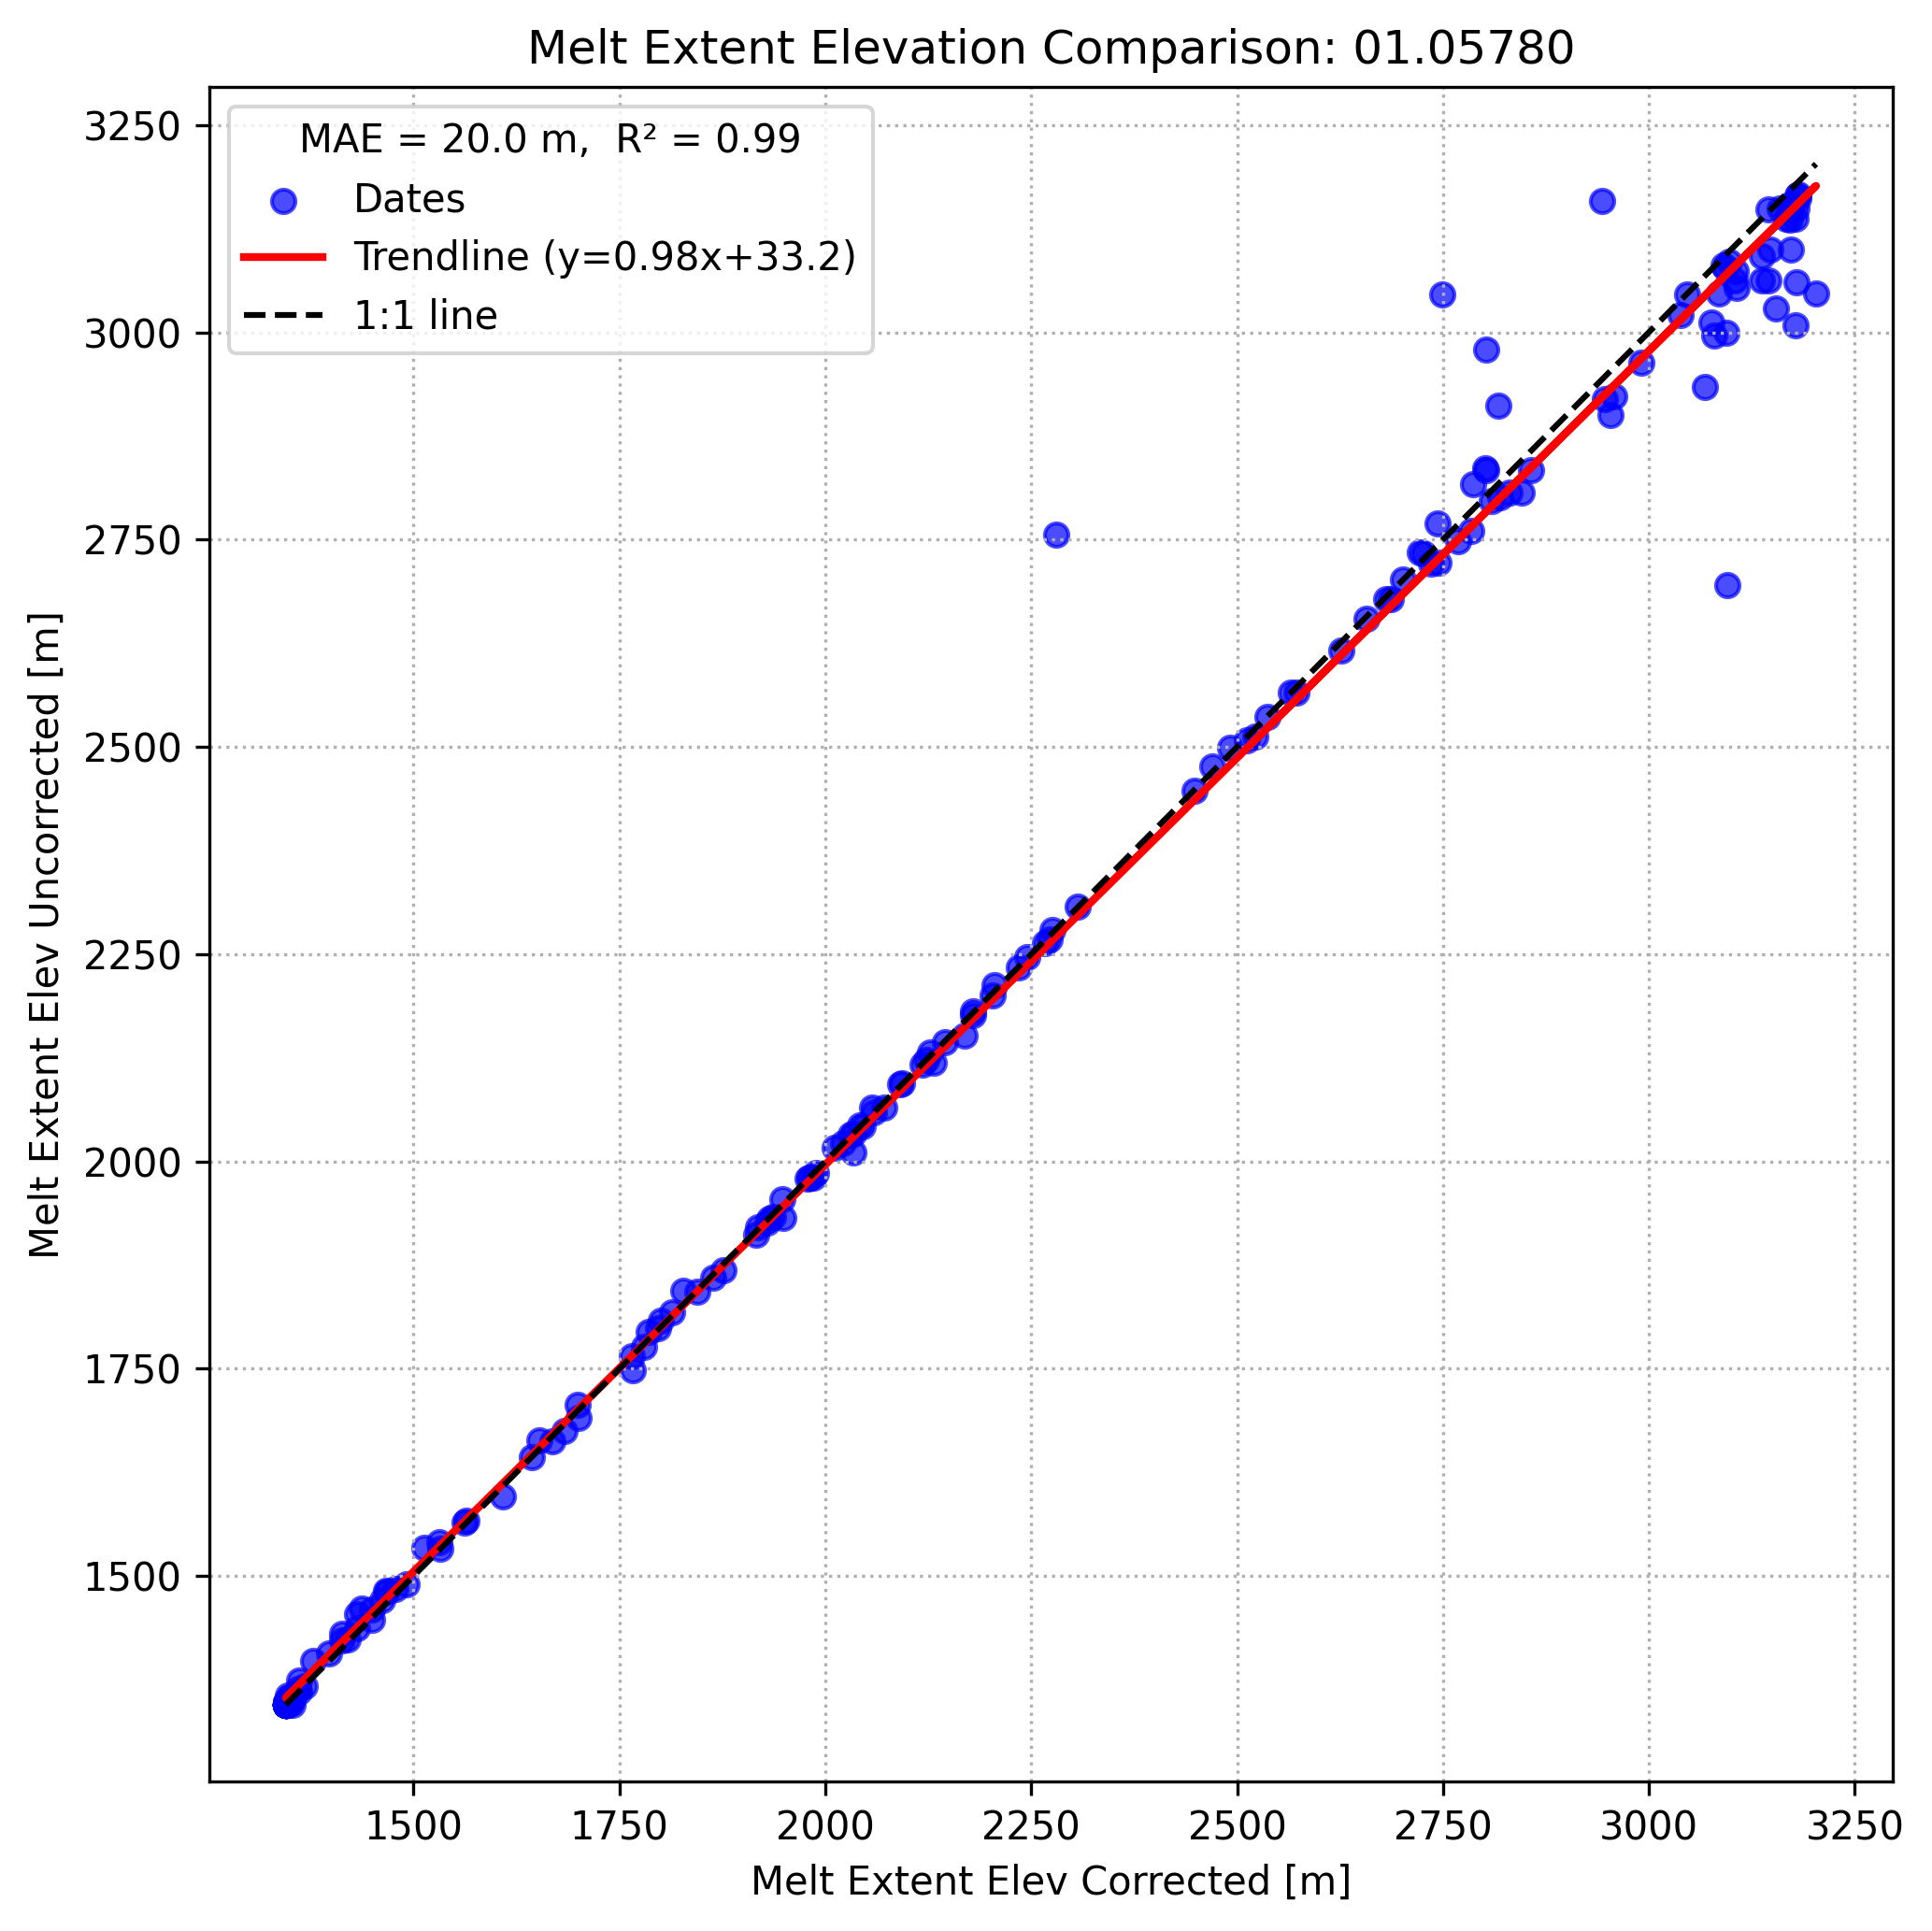 Melt Extent Elevation Comparison: 01.05780
MAE = 20.0 m,  R² = 0.99
Dates
Trendline (y=0.98x+33.2)
1:1 line
3250
3000
2750
2500
2250
2000
1750
1500
Melt Extent Elev Uncorrected [m]
1500 1750 2000 2250 2500 2750 3000 3250
Melt Extent Elev Corrected [m]